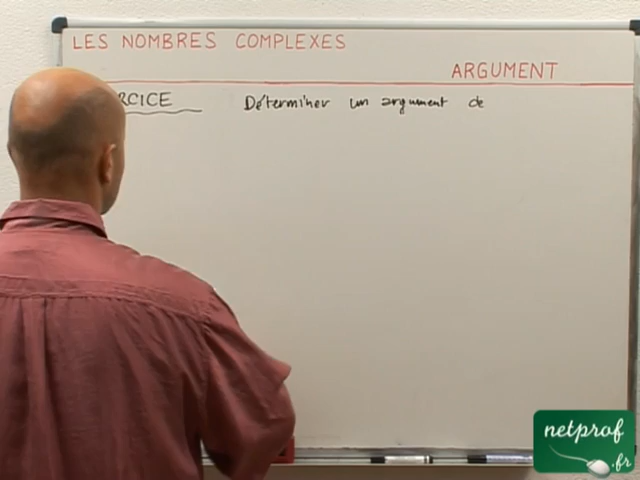 LES NOMBRES COMPLEXES
ARGUMENT
RCICE Déterminer un argument de
netprof
.fr